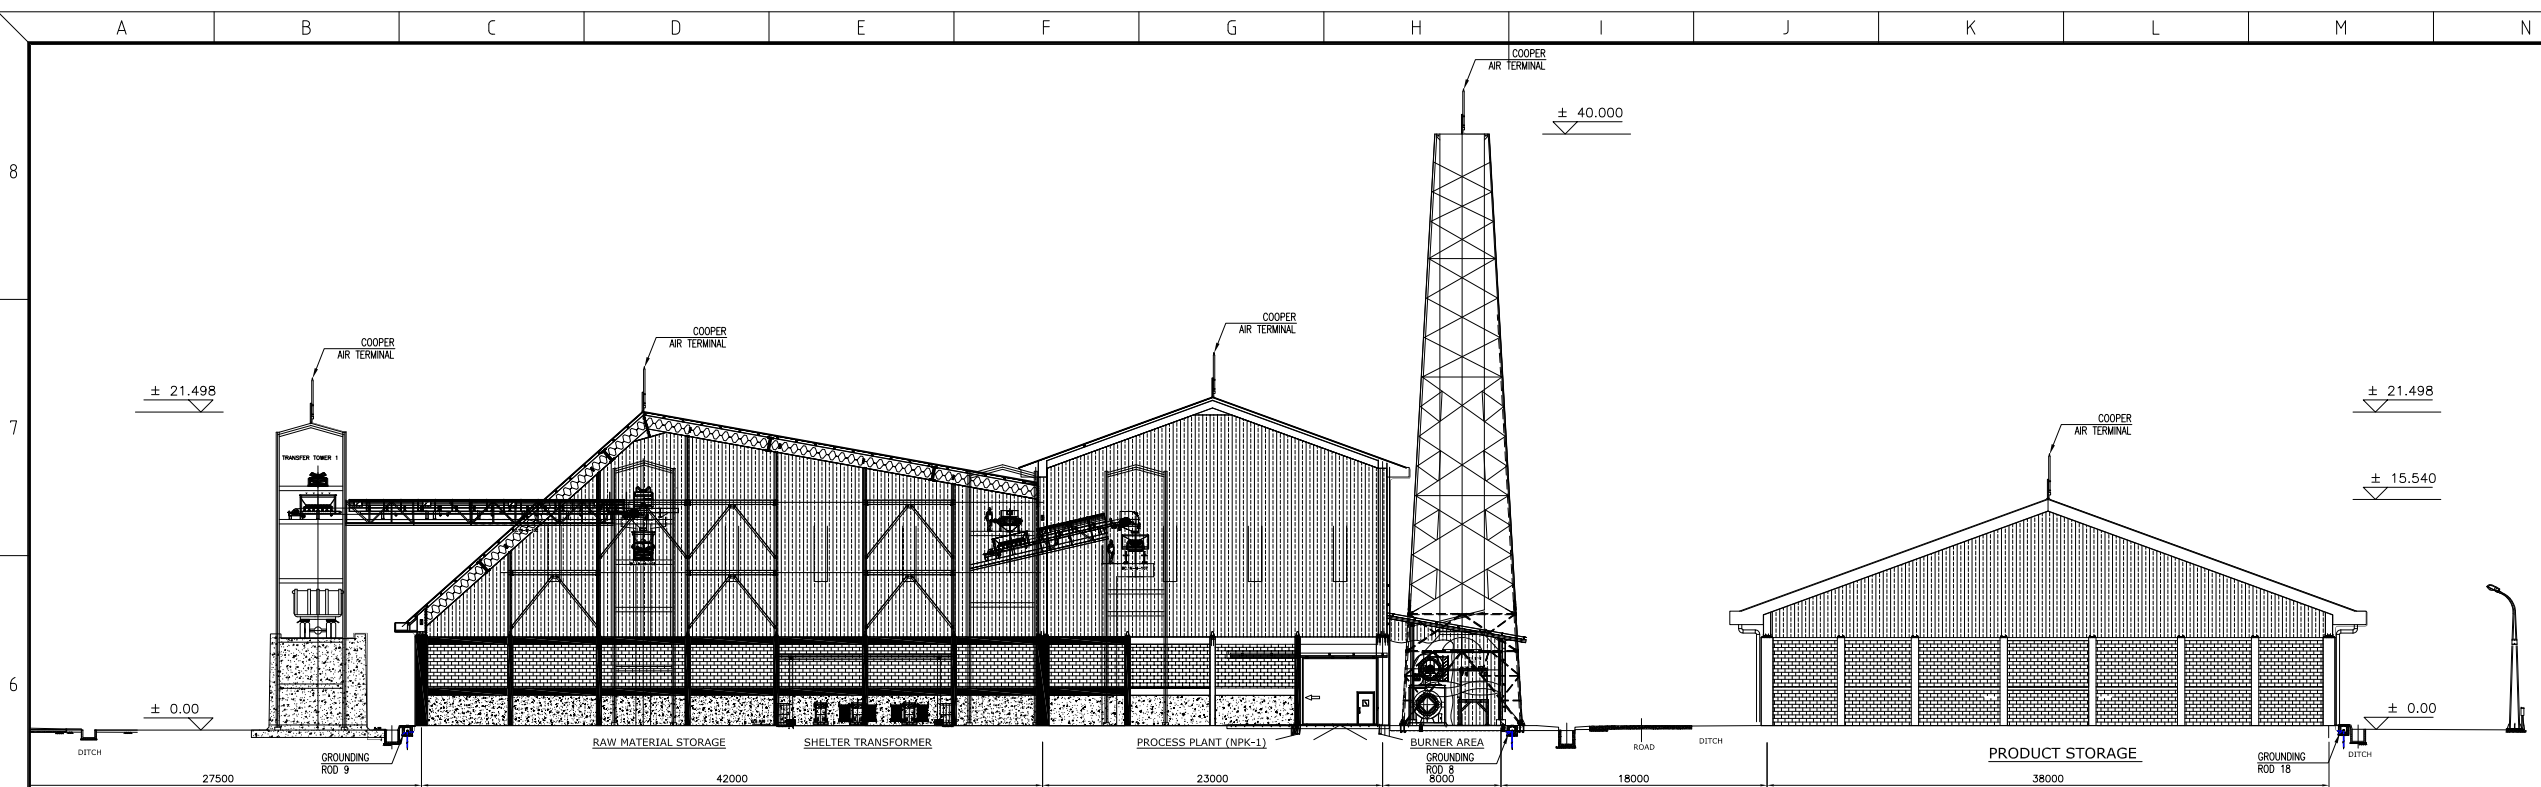 A B C D E F G H I J K L M N
COOPER
AIR TERMINAL
± 40.000
8
COOPER
AIR TERMINAL
COOPER
AIR TERMINAL
COOPER
AIR TERMINAL
± 21.498
± 21.498
7
COOPER
AIR TERMINAL
TRANSFER TOWER 1
± 15.540
6
± 0.00
± 0.00
DITCH
RAW MATERIAL STORAGE
SHELTER TRANSFORMER
PROCESS PLANT (NPK-1)
BURNER AREA
ROAD
DITCH
PRODUCT STORAGE
DITCH
GROUNDING
ROD 9
GROUNDING
ROD 8
GROUNDING
ROD 18
27500 42000 23000 8000 18000 38000